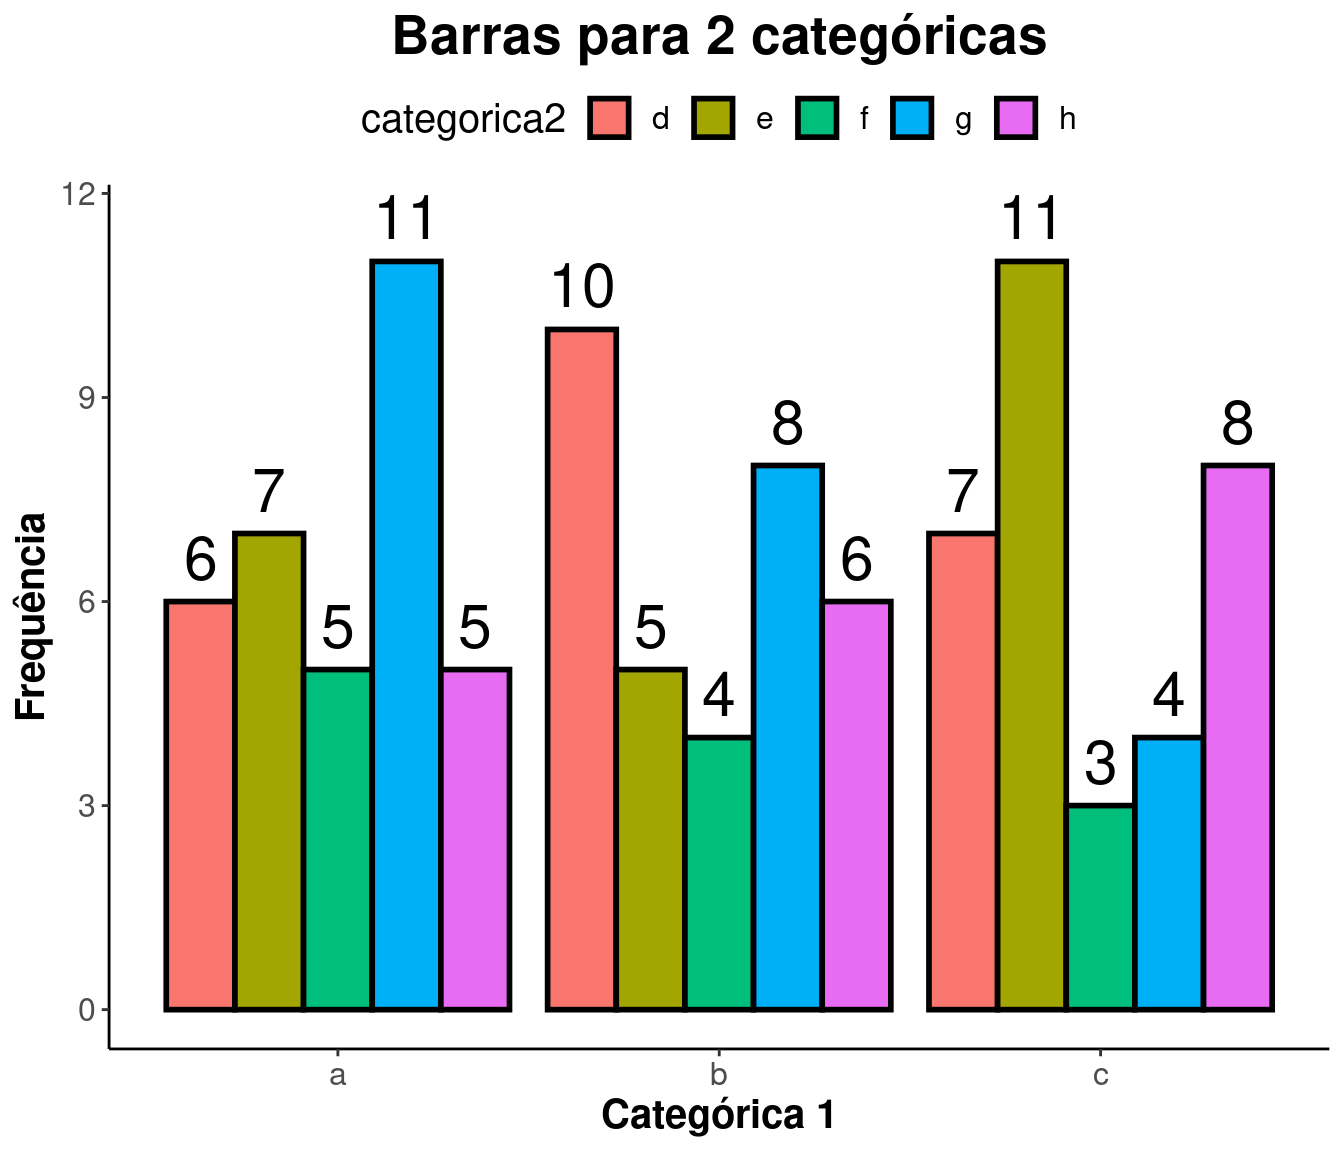 Barras para 2 categóricas
categorica2 d e f g h
12
9
6
3
0
Frequência
6 7 5 11 5
10 5 4 8 6
7 11 3 4 8
a b c
Categórica 1